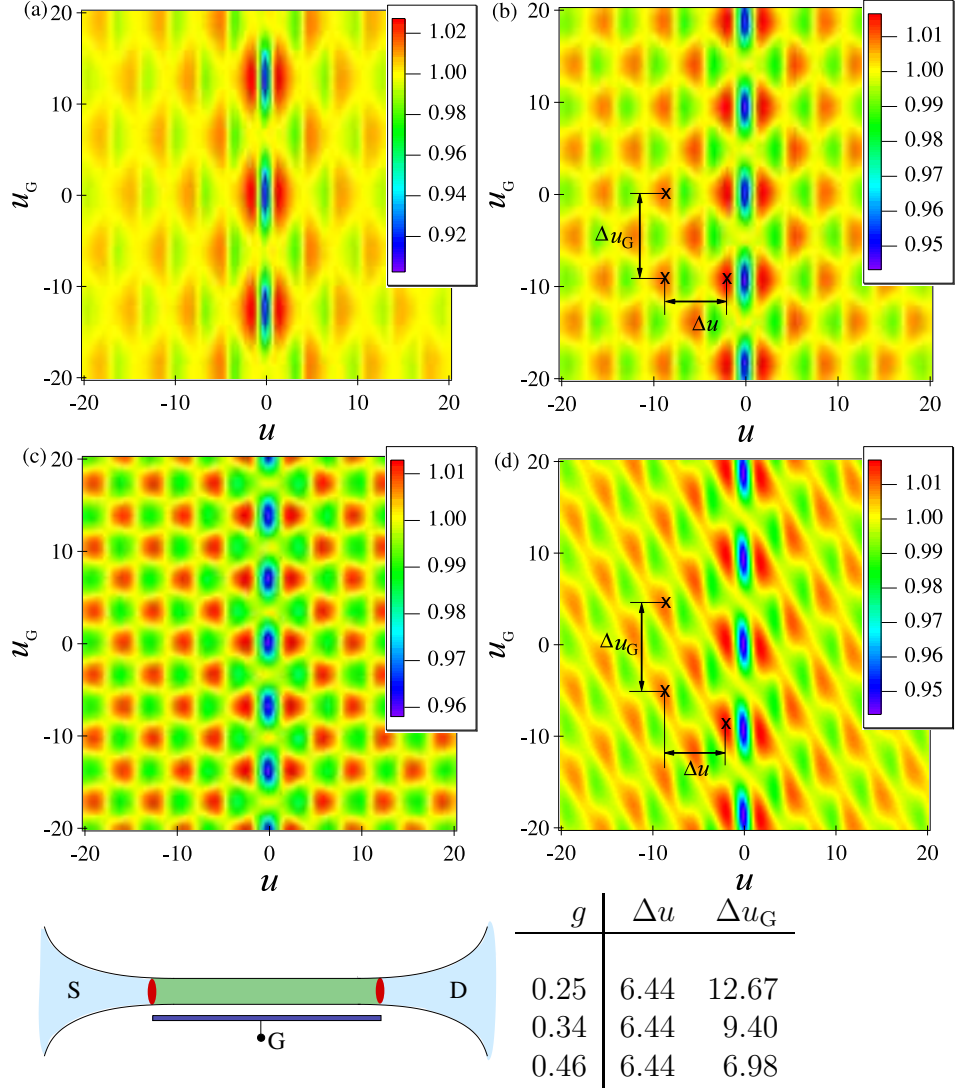 (a)
20
10
0
-10
-20
u_G
-20 -10 0 10 20
u
1.02
1.00
0.98
0.96
0.94
0.92
(b)
20
10
0
-10
-20
u_G
x
x x
Δu_G
Δu
-20 -10 0 10 20
u
1.01
1.00
0.99
0.98
0.97
0.96
0.95
(c)
20
10
0
-10
-20
u_G
-20 -10 0 10 20
u
1.01
1.00
0.99
0.98
0.97
0.96
(d)
20
10
0
-10
-20
u_G
x
x
x
Δu_G
Δu
-20 -10 0 10 20
u
1.01
1.00
0.99
0.98
0.97
0.96
0.95
S D
G
g Δu Δu_G
0.25 6.44 12.67
0.34 6.44 9.40
0.46 6.44 6.98